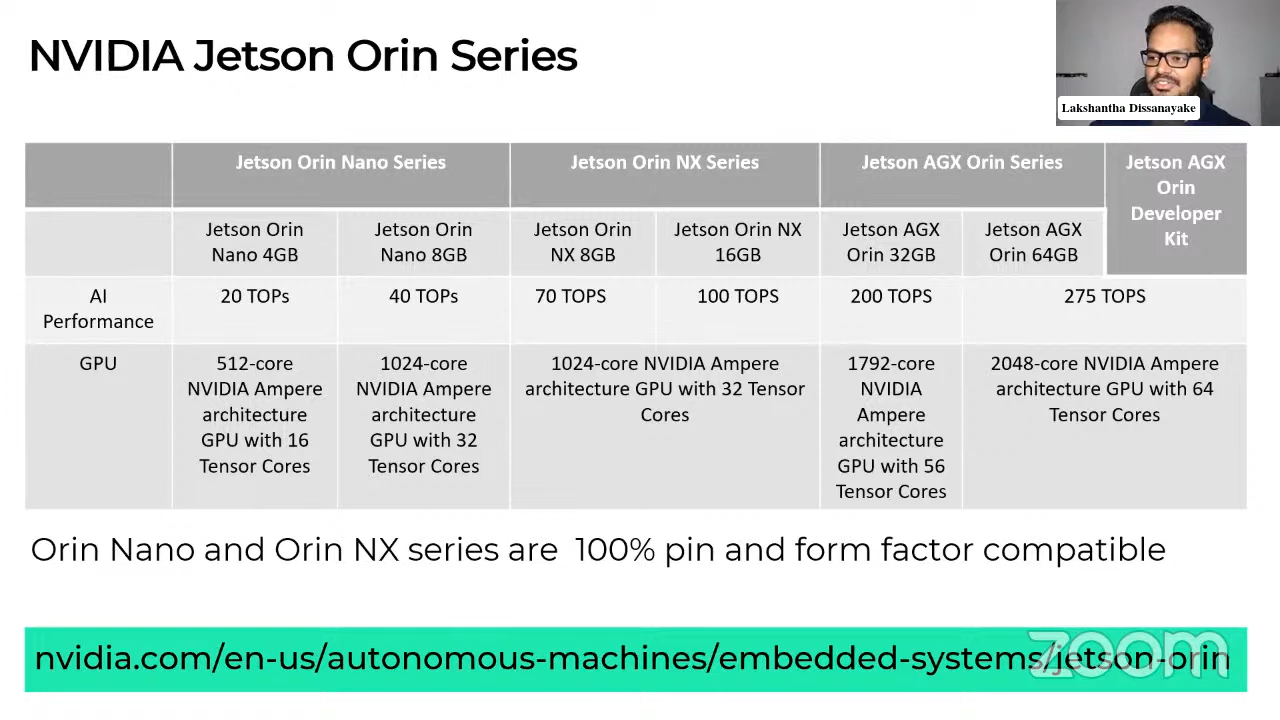 NVIDIA Jetson Orin Series
Lakshantha Dissanayake
Jetson Orin Nano Series
Jetson Orin NX Series
Jetson AGX Orin Series
Jetson AGX
Orin
Developer
Kit
Jetson Orin
Nano 4GB
Jetson Orin
Nano 8GB
Jetson Orin
NX 8GB
Jetson Orin NX
16GB
Jetson AGX
Orin 32GB
Jetson AGX
Orin 64GB
AI
Performance
20 TOPs
40 TOPs
70 TOPS
100 TOPS
200 TOPS
275 TOPS
GPU
512-core
NVIDIA Ampere
architecture
GPU with 16
Tensor Cores
1024-core
NVIDIA Ampere
architecture
GPU with 32
Tensor Cores
1024-core NVIDIA Ampere
architecture GPU with 32 Tensor
Cores
1792-core
NVIDIA
Ampere
architecture
GPU with 56
Tensor Cores
2048-core NVIDIA Ampere
architecture GPU with 64
Tensor Cores
Orin Nano and Orin NX series are 100% pin and form factor compatible
nvidia.com/en-us/autonomous-machines/embedded-systems/jetson-orin
zoom